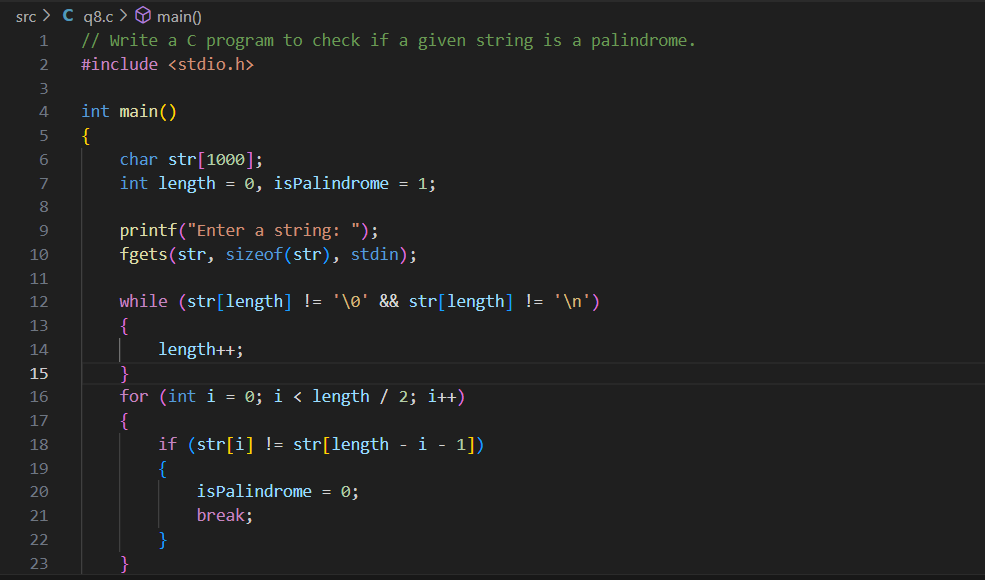 src > C q8.c > main()
1 // Write a C program to check if a given string is a palindrome.
2 #include <stdio.h>
3
4 int main()
5 {
6     char str[1000];
7     int length = 0, isPalindrome = 1;
8
9     printf("Enter a string: ");
10     fgets(str, sizeof(str), stdin);
11
12     while (str[length] != '\0' && str[length] != '\n')
13     {
14         length++;
15     }
16     for (int i = 0; i < length / 2; i++)
17     {
18         if (str[i] != str[length - i - 1])
19         {
20             isPalindrome = 0;
21             break;
22         }
23     }